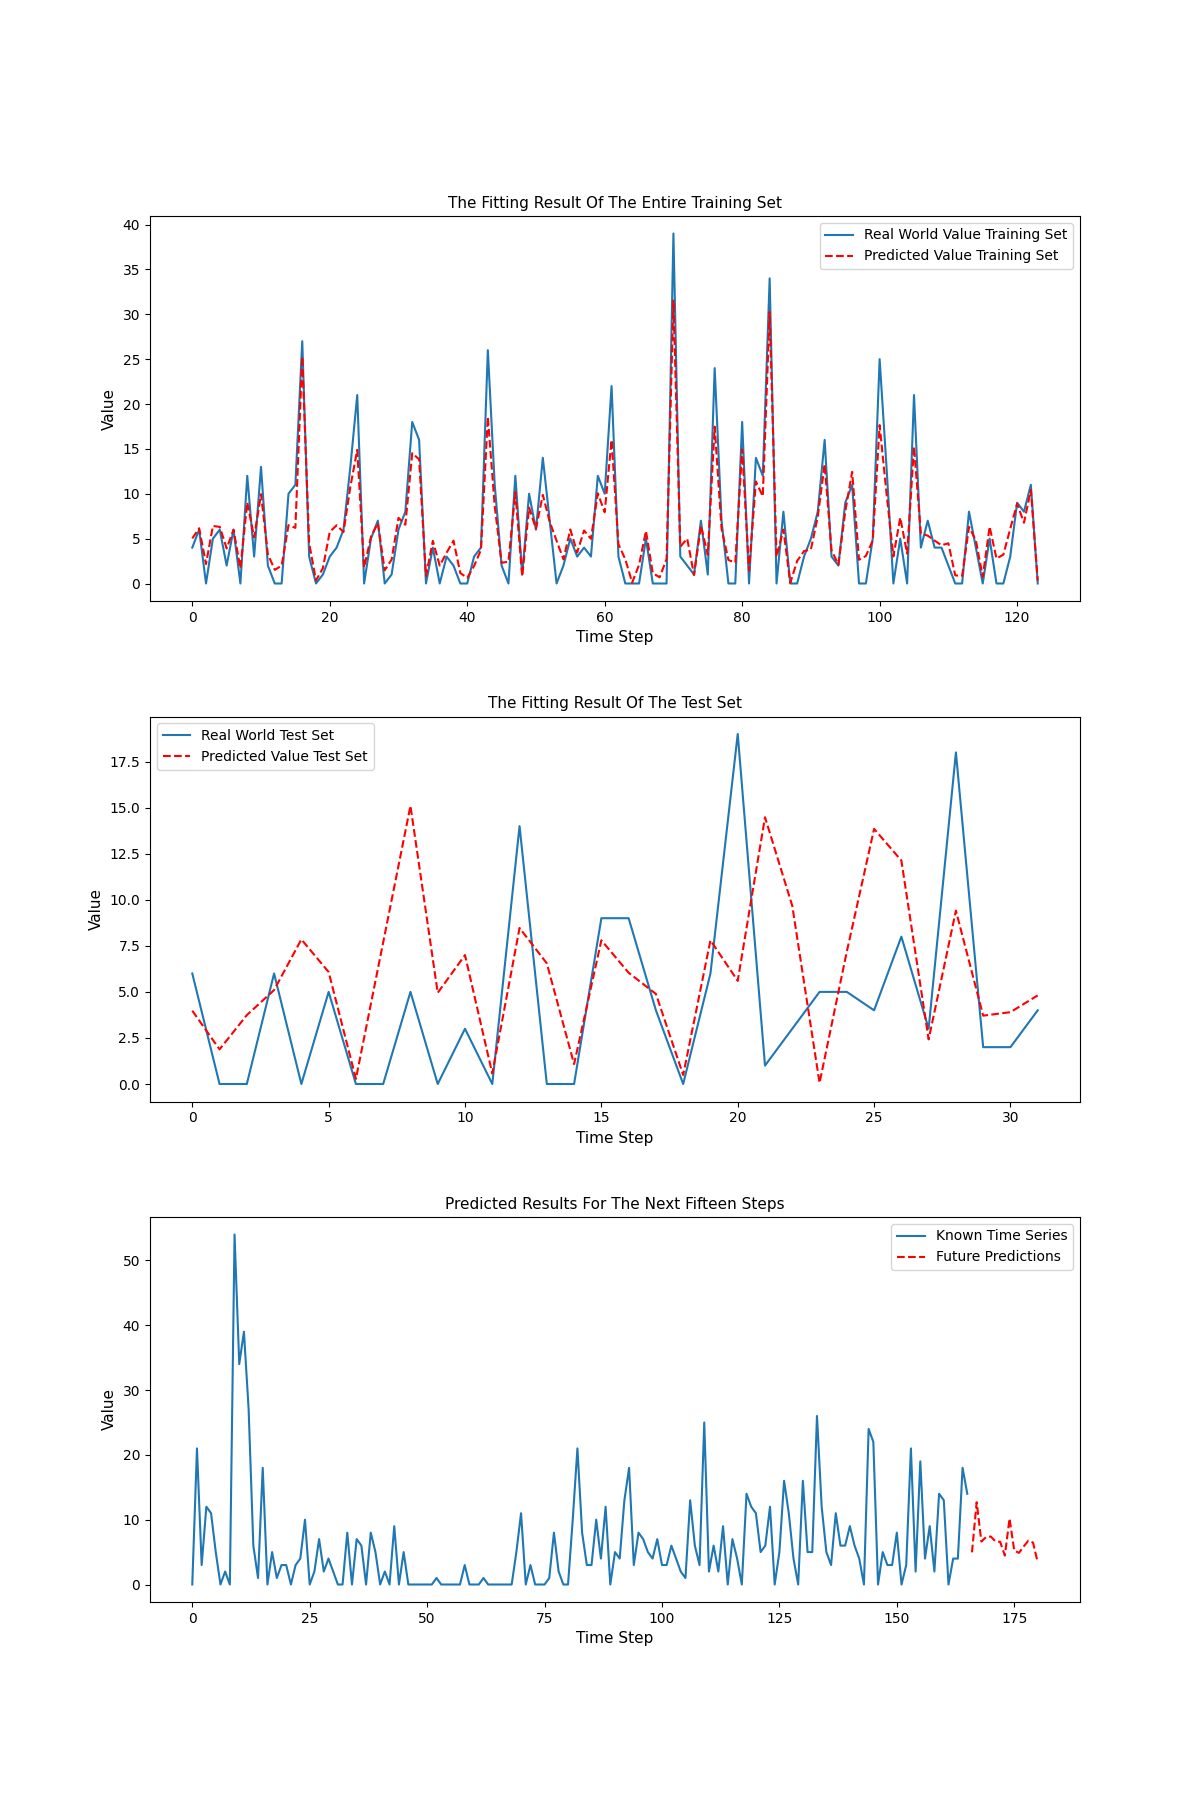 The Fitting Result Of The Entire Training Set
40
35
30
25
20
15
10
5
0
Value
Real World Value Training Set
Predicted Value Training Set
0 20 40 60 80 100 120
Time Step
The Fitting Result Of The Test Set
17.5
15.0
12.5
10.0
7.5
5.0
2.5
0.0
Value
Real World Test Set
Predicted Value Test Set
0 5 10 15 20 25 30
Time Step
Predicted Results For The Next Fifteen Steps
50
40
30
20
10
0
Value
Known Time Series
Future Predictions
0 25 50 75 100 125 150 175
Time Step